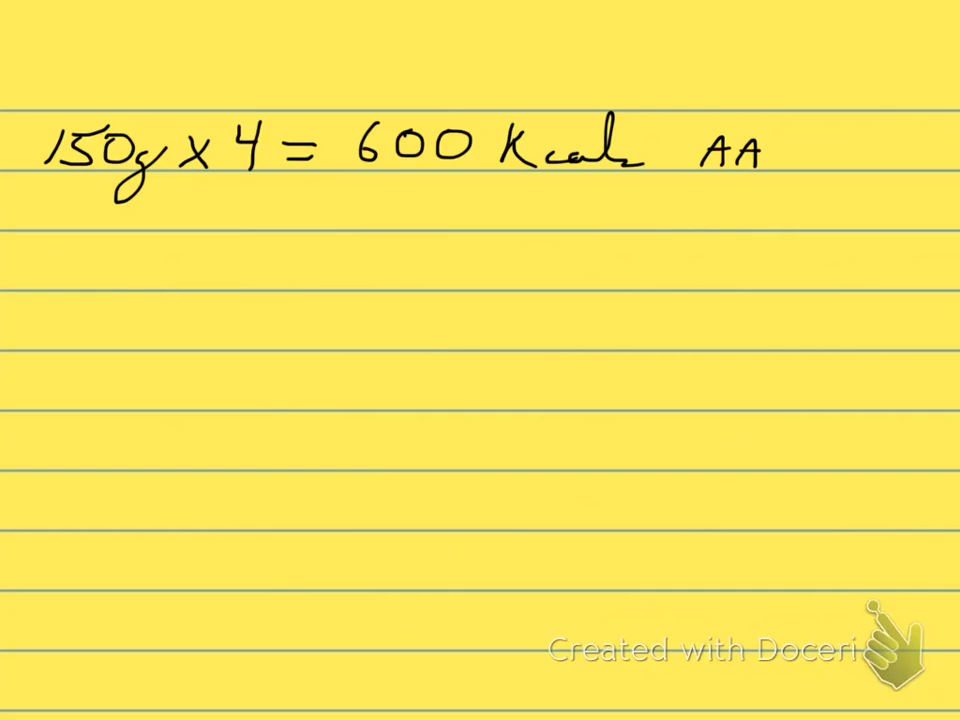 150g x 4 = 600 Kcals AA
Created with Doceri